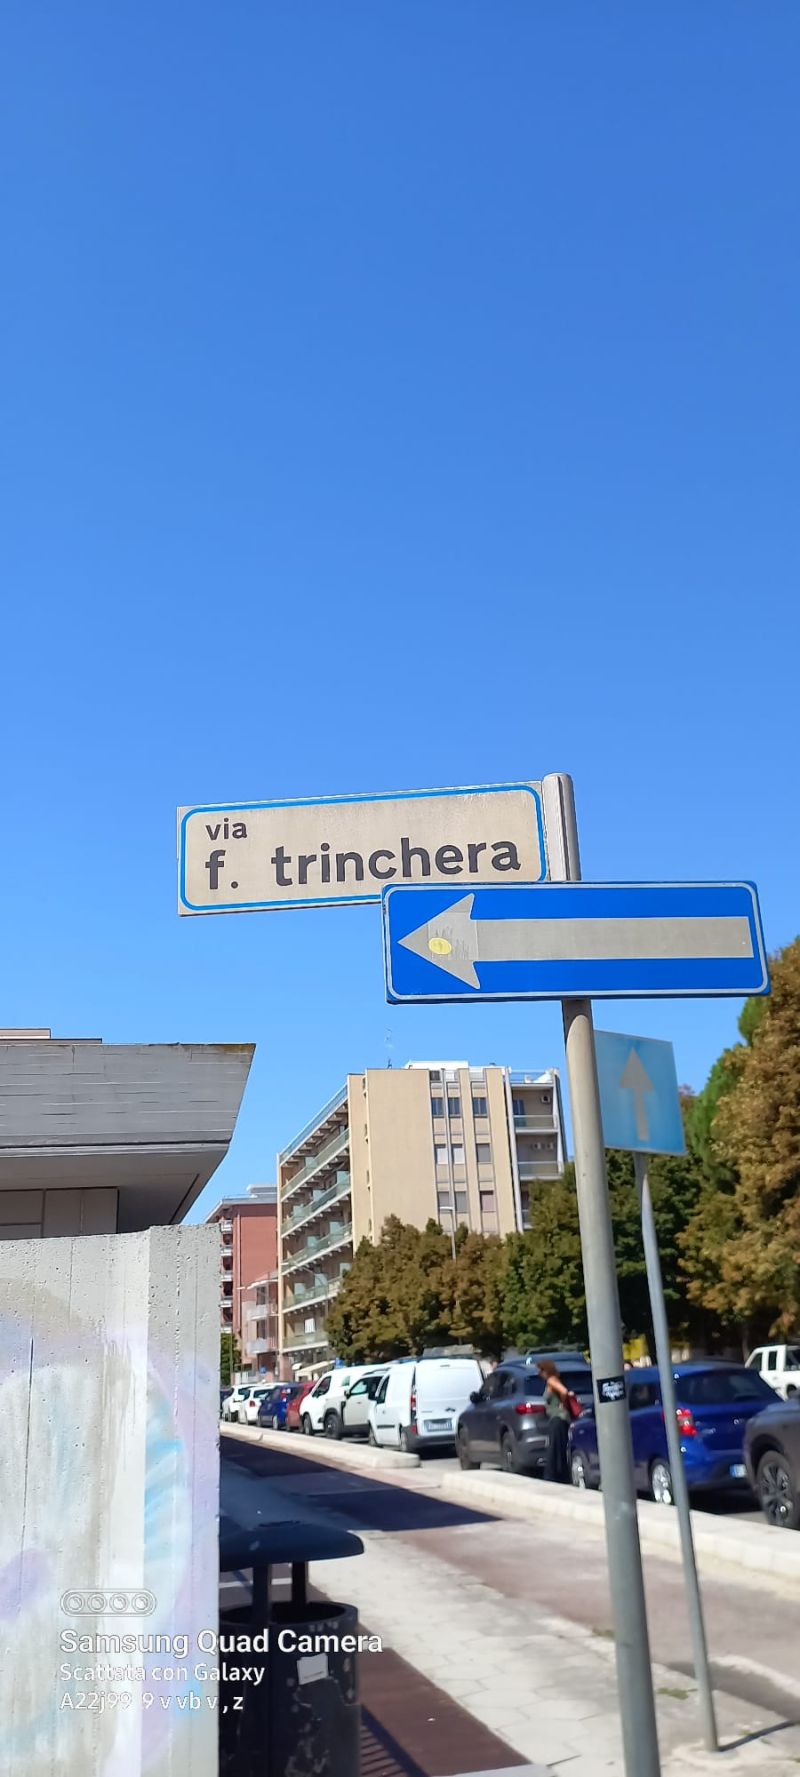 via
f. trinchera
Samsung Quad Camera
Scattata con Galaxy
A22j99 9 v vb v , z